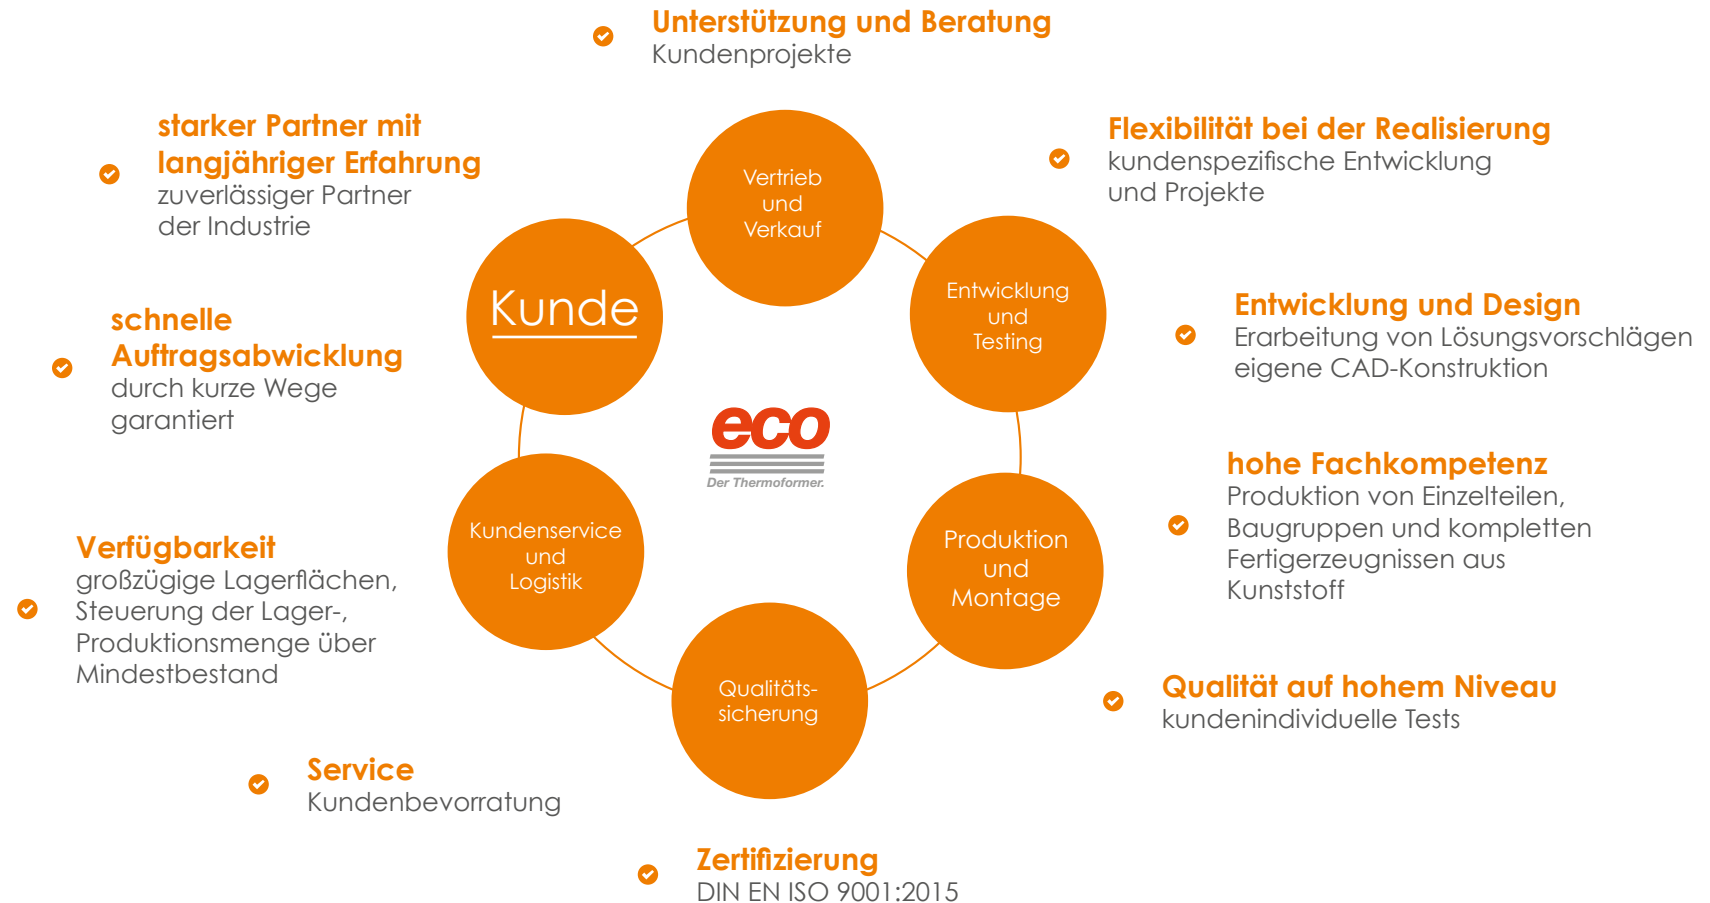 Unterstützung und Beratung
Kundenprojekte
starker Partner mit
langjähriger Erfahrung
zuverlässiger Partner
der Industrie
Flexibilität bei der Realisierung
kundenspezifische Entwicklung
und Projekte
Vertrieb
und
Verkauf
Kunde
Entwicklung
und
Testing
schnelle
Auftragsabwicklung
durch kurze Wege
garantiert
Entwicklung und Design
Erarbeitung von Lösungsvorschlägen
eigene CAD-Konstruktion
eco
Der Thermoformer.
hohe Fachkompetenz
Produktion von Einzelteilen,
Baugruppen und kompletten
Fertigerzeugnissen aus
Kunststoff
Kundenservice
und
Logistik
Produktion
und
Montage
Verfügbarkeit
großzügige Lagerflächen,
Steuerung der Lager-,
Produktionsmenge über
Mindestbestand
Qualitäts-
sicherung
Qualität auf hohem Niveau
kundenindividuelle Tests
Service
Kundenbevorratung
Zertifizierung
DIN EN ISO 9001:2015